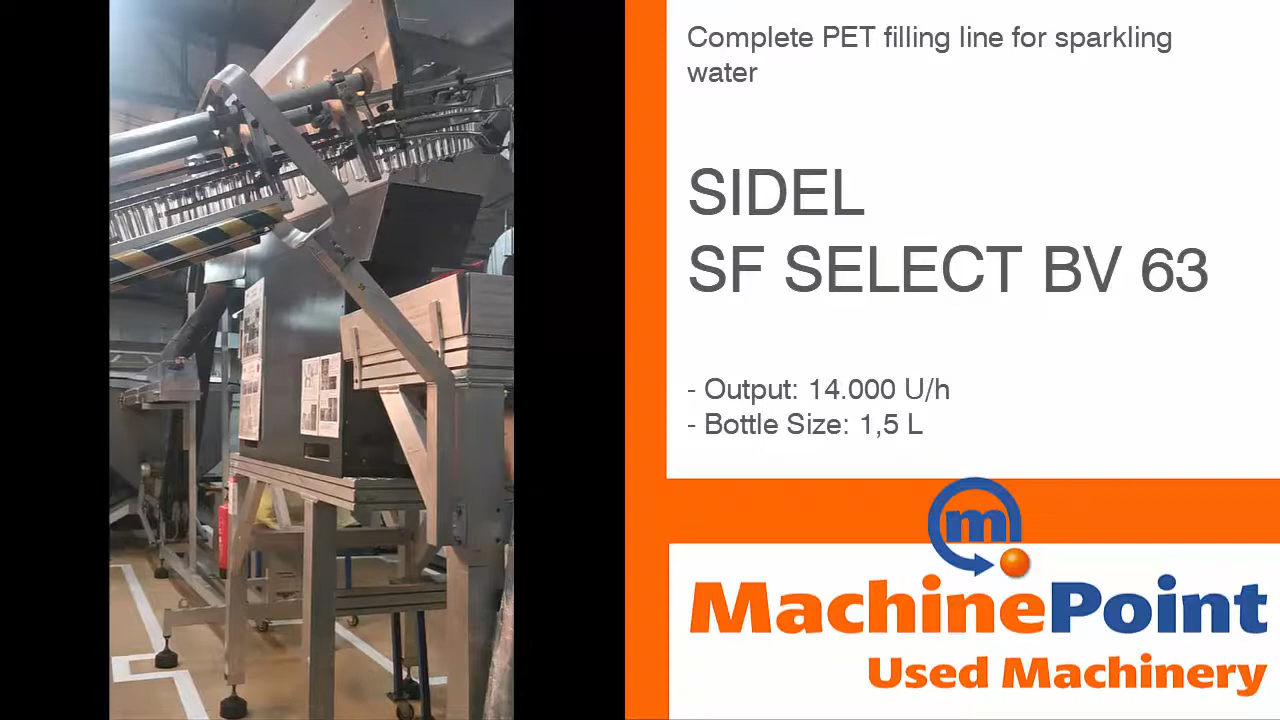 Complete PET filling line for sparkling
water
SIDEL
SF SELECT BV 63
- Output: 14.000 U/h
- Bottle Size: 1,5 L
m
MachinePoint
Used Machinery